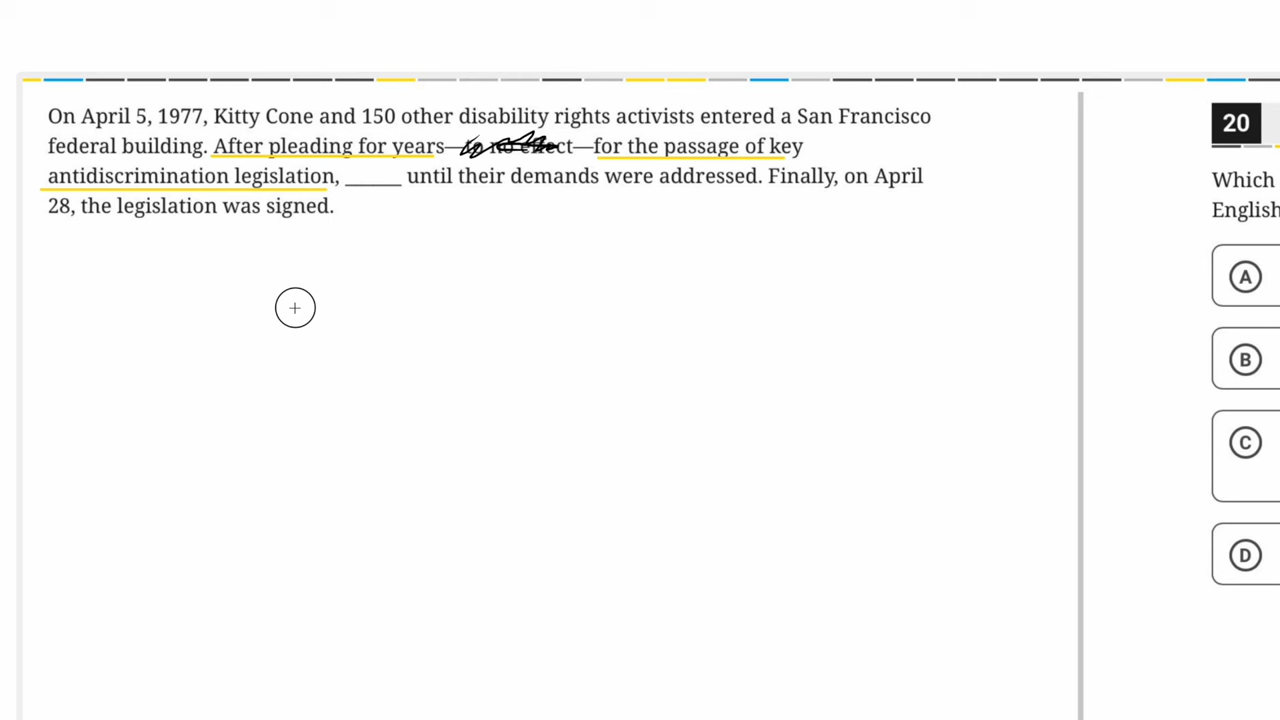 On April 5, 1977, Kitty Cone and 150 other disability rights activists entered a San Francisco
federal building. After pleading for years—to no effect—for the passage of key
antidiscrimination legislation, ______ until their demands were addressed. Finally, on April
28, the legislation was signed.
20
Which
English
A
B
C
D